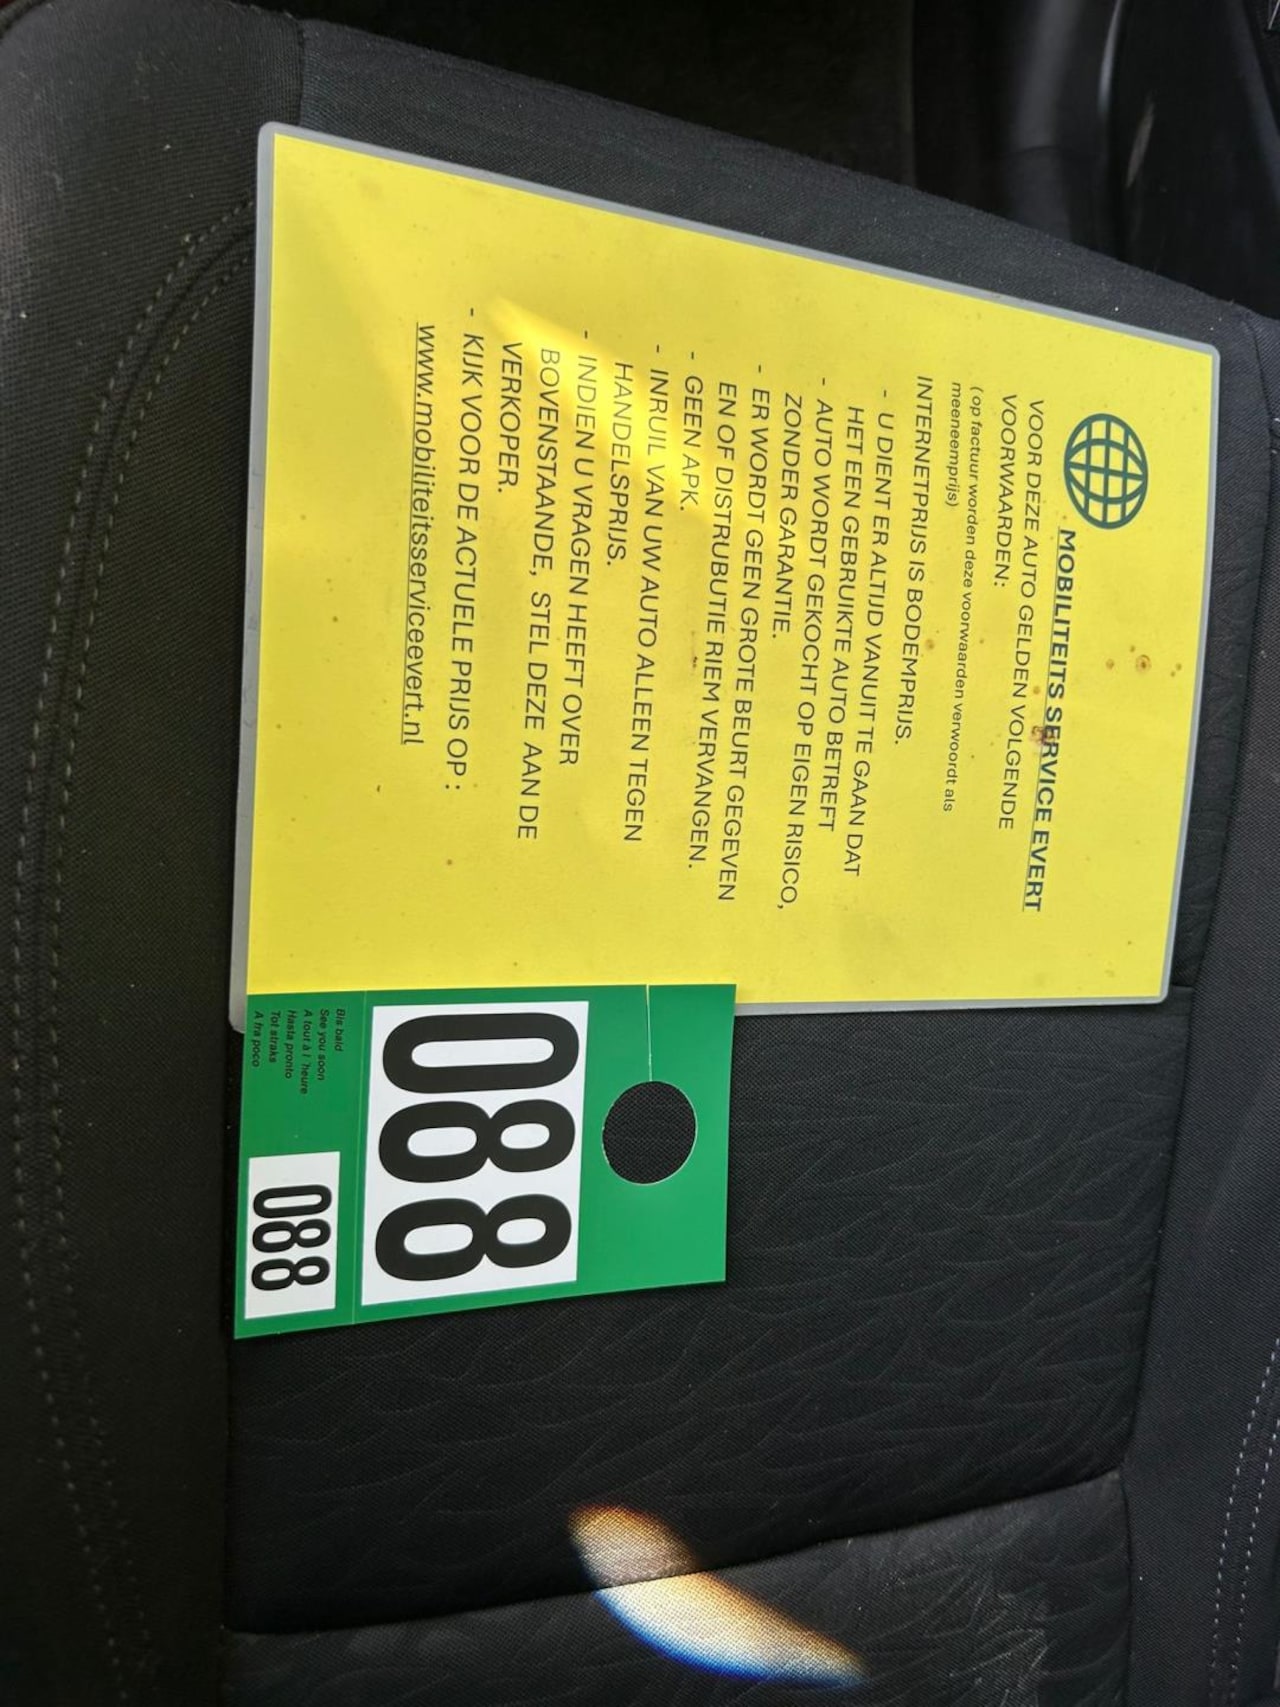 MOBILITEITS SERVICE EVERT
VOOR DEZE AUTO GELDEN VOLGENDE
VOORWAARDEN:
(op factuur worden deze voorwaarden verwoordt als
meeneemprijs)
INTERNETPRIJS IS BODEMPRIJS.
- U DIENT ER ALTIJD VANUIT TE GAAN DAT
HET EEN GEBRUIKTE AUTO BETREFT
- AUTO WORDT GEKOCHT OP EIGEN RISICO,
ZONDER GARANTIE.
- ER WORDT GEEN GROTE BEURT GEGEVEN
EN OF DISTRUBUTIE RIEM VERVANGEN.
- GEEN APK.
- INRUIL VAN UW AUTO ALLEEN TEGEN
HANDELSPRIJS.
- INDIEN U VRAGEN HEEFT OVER
BOVENSTAANDE, STEL DEZE AAN DE
VERKOPER.
- KIJK VOOR DE ACTUELE PRIJS OP :
www.mobiliteitsserviceevert.nl
088
Bis bald
See you soon
A tout à l 'heure
Hasta pronto
Tot straks
A fra poco
088